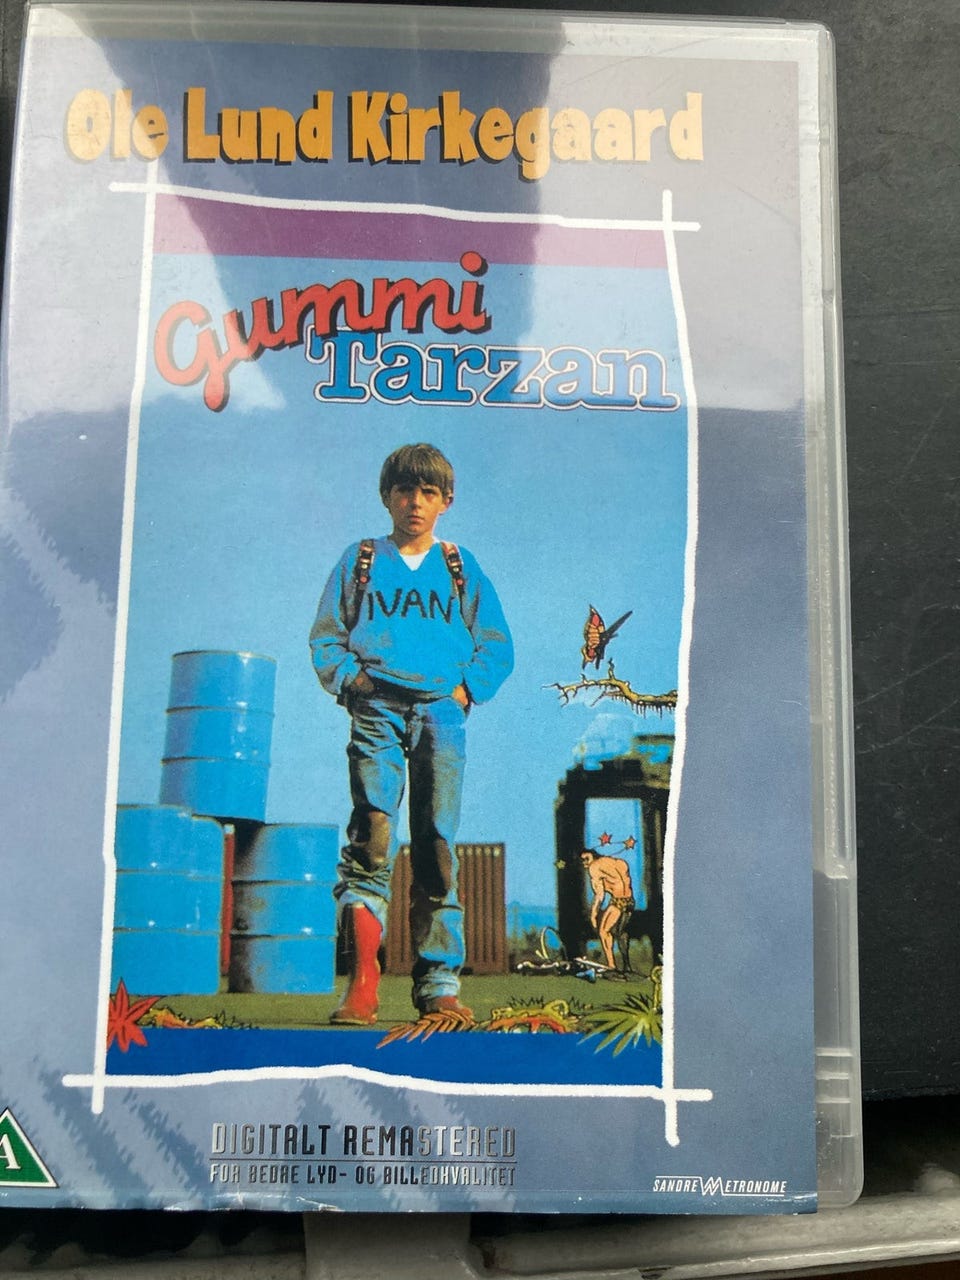 Ole Lund Kirkegaard
Gummi
Tarzan
IVAN
A
DIGITALT REMASTERED
FOR BEDRE LYD- OG BILLEDKVALITET
SANDREW METRONOME